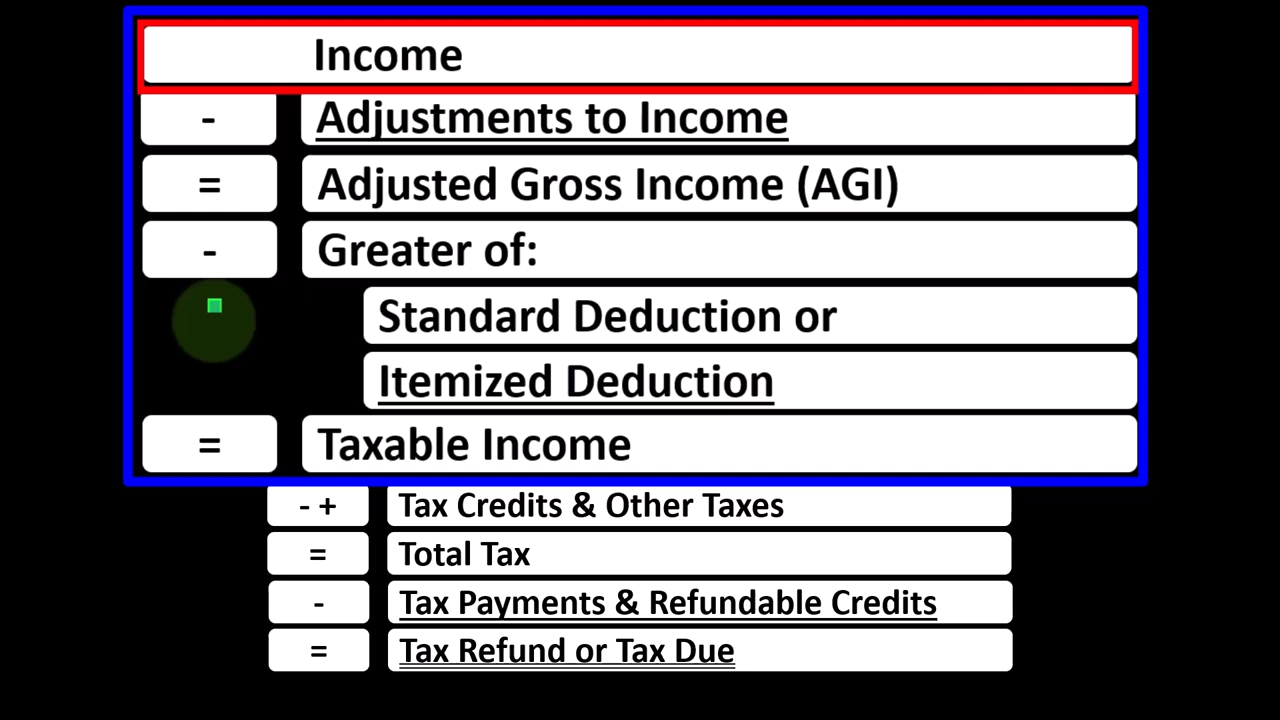 Income
- Adjustments to Income
= Adjusted Gross Income (AGI)
- Greater of:
Standard Deduction or
Itemized Deduction
= Taxable Income
- + Tax Credits & Other Taxes
= Total Tax
- Tax Payments & Refundable Credits
= Tax Refund or Tax Due